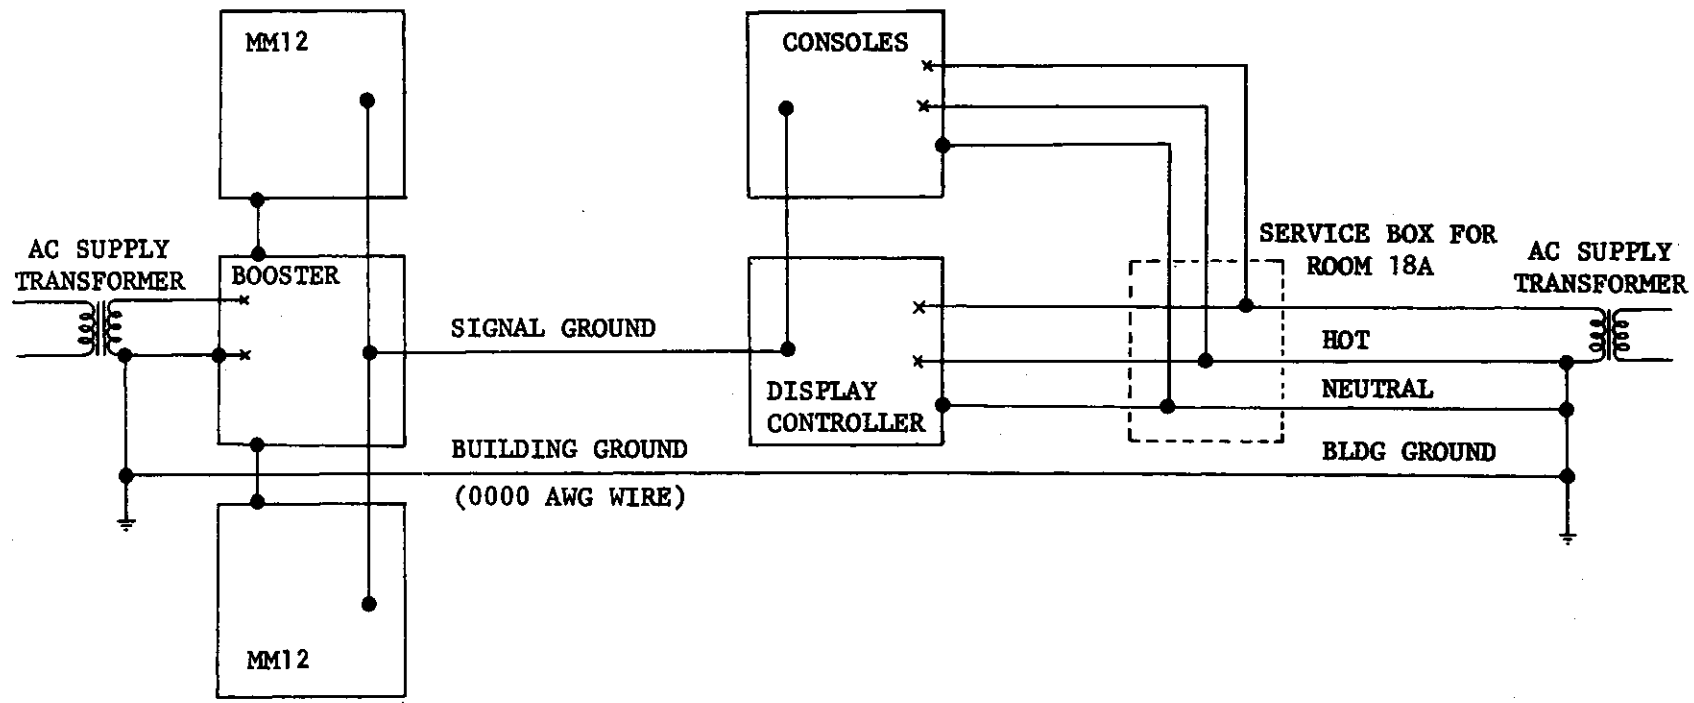 MM12
CONSOLES
SERVICE BOX FOR
ROOM 18A
AC SUPPLY
TRANSFORMER
BOOSTER
AC SUPPLY
TRANSFORMER
SIGNAL GROUND
HOT
DISPLAY
CONTROLLER
NEUTRAL
BUILDING GROUND
(0000 AWG WIRE)
BLDG GROUND
MM12